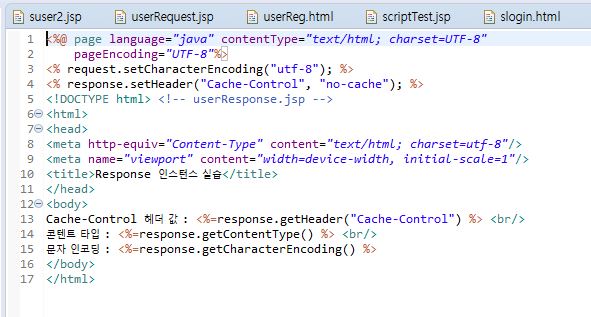 suser2.jsp userRequest.jsp userReg.html scriptTest.jsp slogin.html
1 <%@ page language="java" contentType="text/html; charset=UTF-8"
2 pageEncoding="UTF-8"%>
3 <% request.setCharacterEncoding("utf-8"); %>
4 <% response.setHeader("Cache-Control", "no-cache"); %>
5 <!DOCTYPE html> <!-- userResponse.jsp -->
6 <html>
7 <head>
8 <meta http-equiv="Content-Type" content="text/html; charset=utf-8"/>
9 <meta name="viewport" content="width=device-width, initial-scale=1"/>
10 <title>Response 인스턴스 실습</title>
11 </head>
12 <body>
13 Cache-Control 헤더 값 : <%=response.getHeader("Cache-Control") %> <br/>
14 콘텐트 타입 : <%=response.getContentType() %> <br/>
15 문자 인코딩 : <%=response.getCharacterEncoding() %>
16 </body>
17 </html>